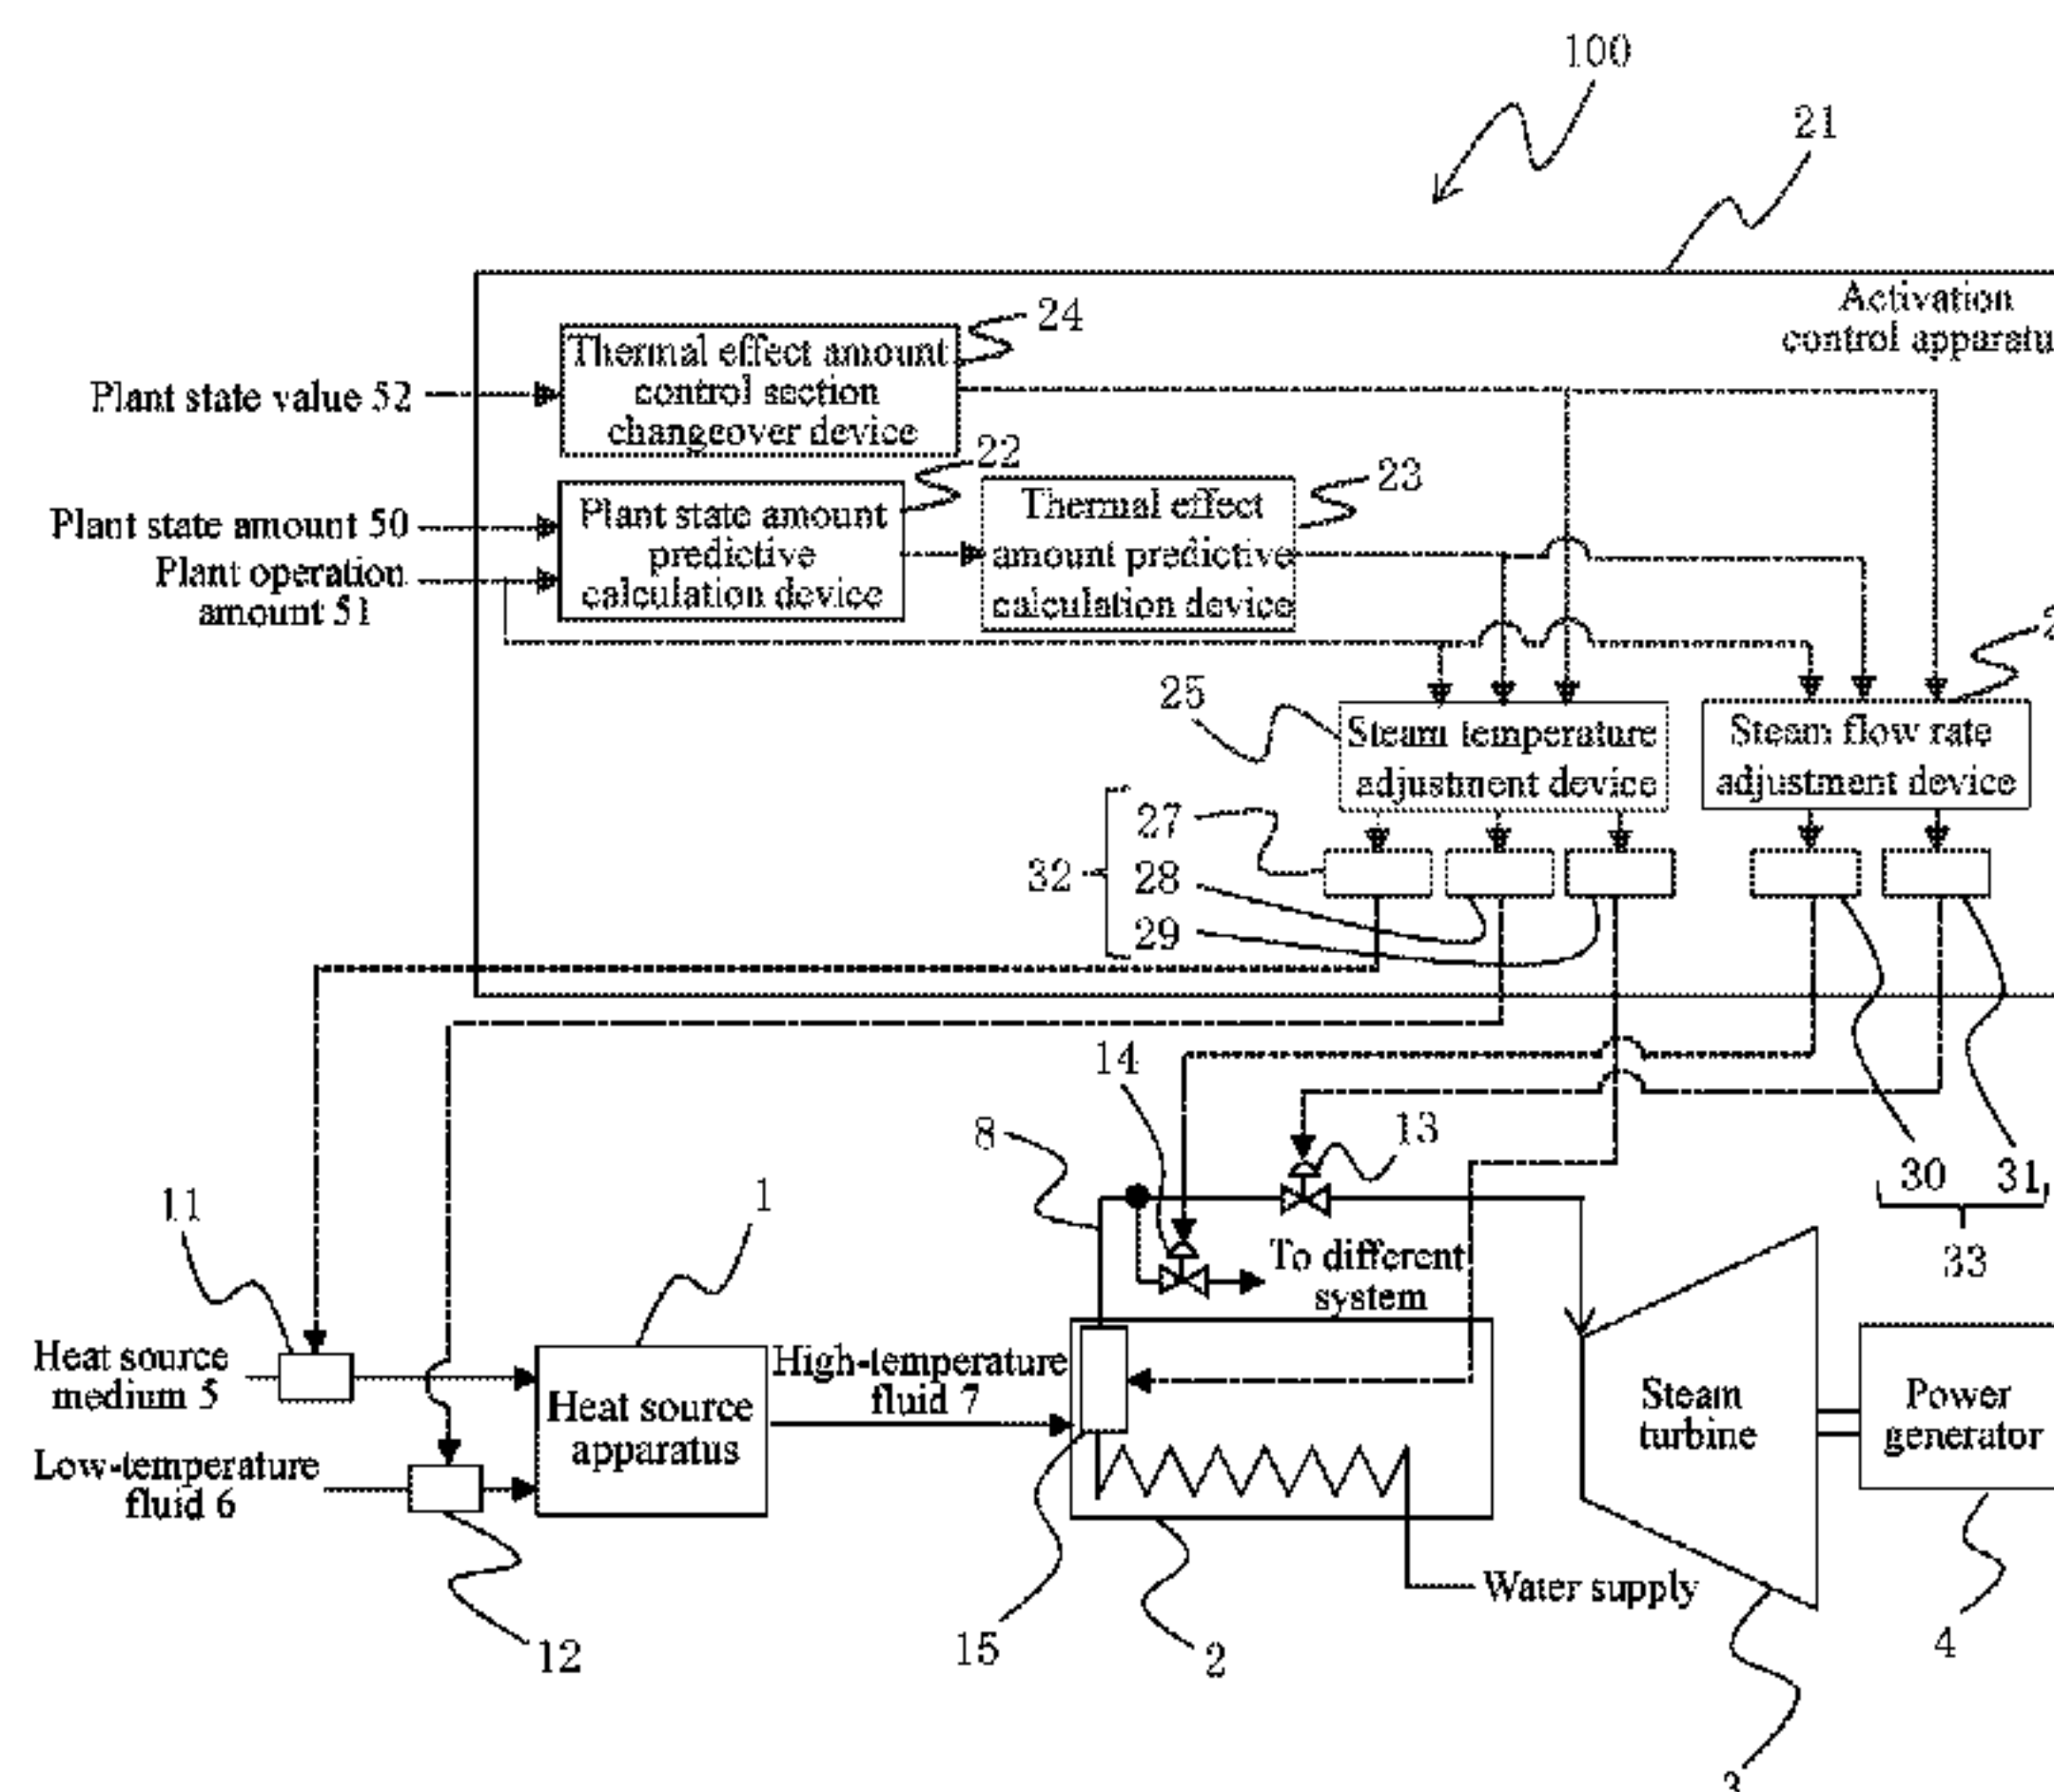 100
21
Activation
control apparatu
24
Thermal effect amount
control section
changeover device
Plant state value 52
22
23
Plant state amount 50
Plant operation
amount 51
Plant state amount
predictive
calculation device
Thermal effect
amount predictive
calculation device
2
25
Steam temperature
adjustment device
Steam flow rate
adjustment device
27
32
28
29
14
13
8
30
31
33
11
1
To different
system
Heat source
medium 5
Heat source
apparatus
High-temperature
fluid 7
Low-temperature
fluid 6
Steam
turbine
Power
generator
Water supply
12
15
2
4
3